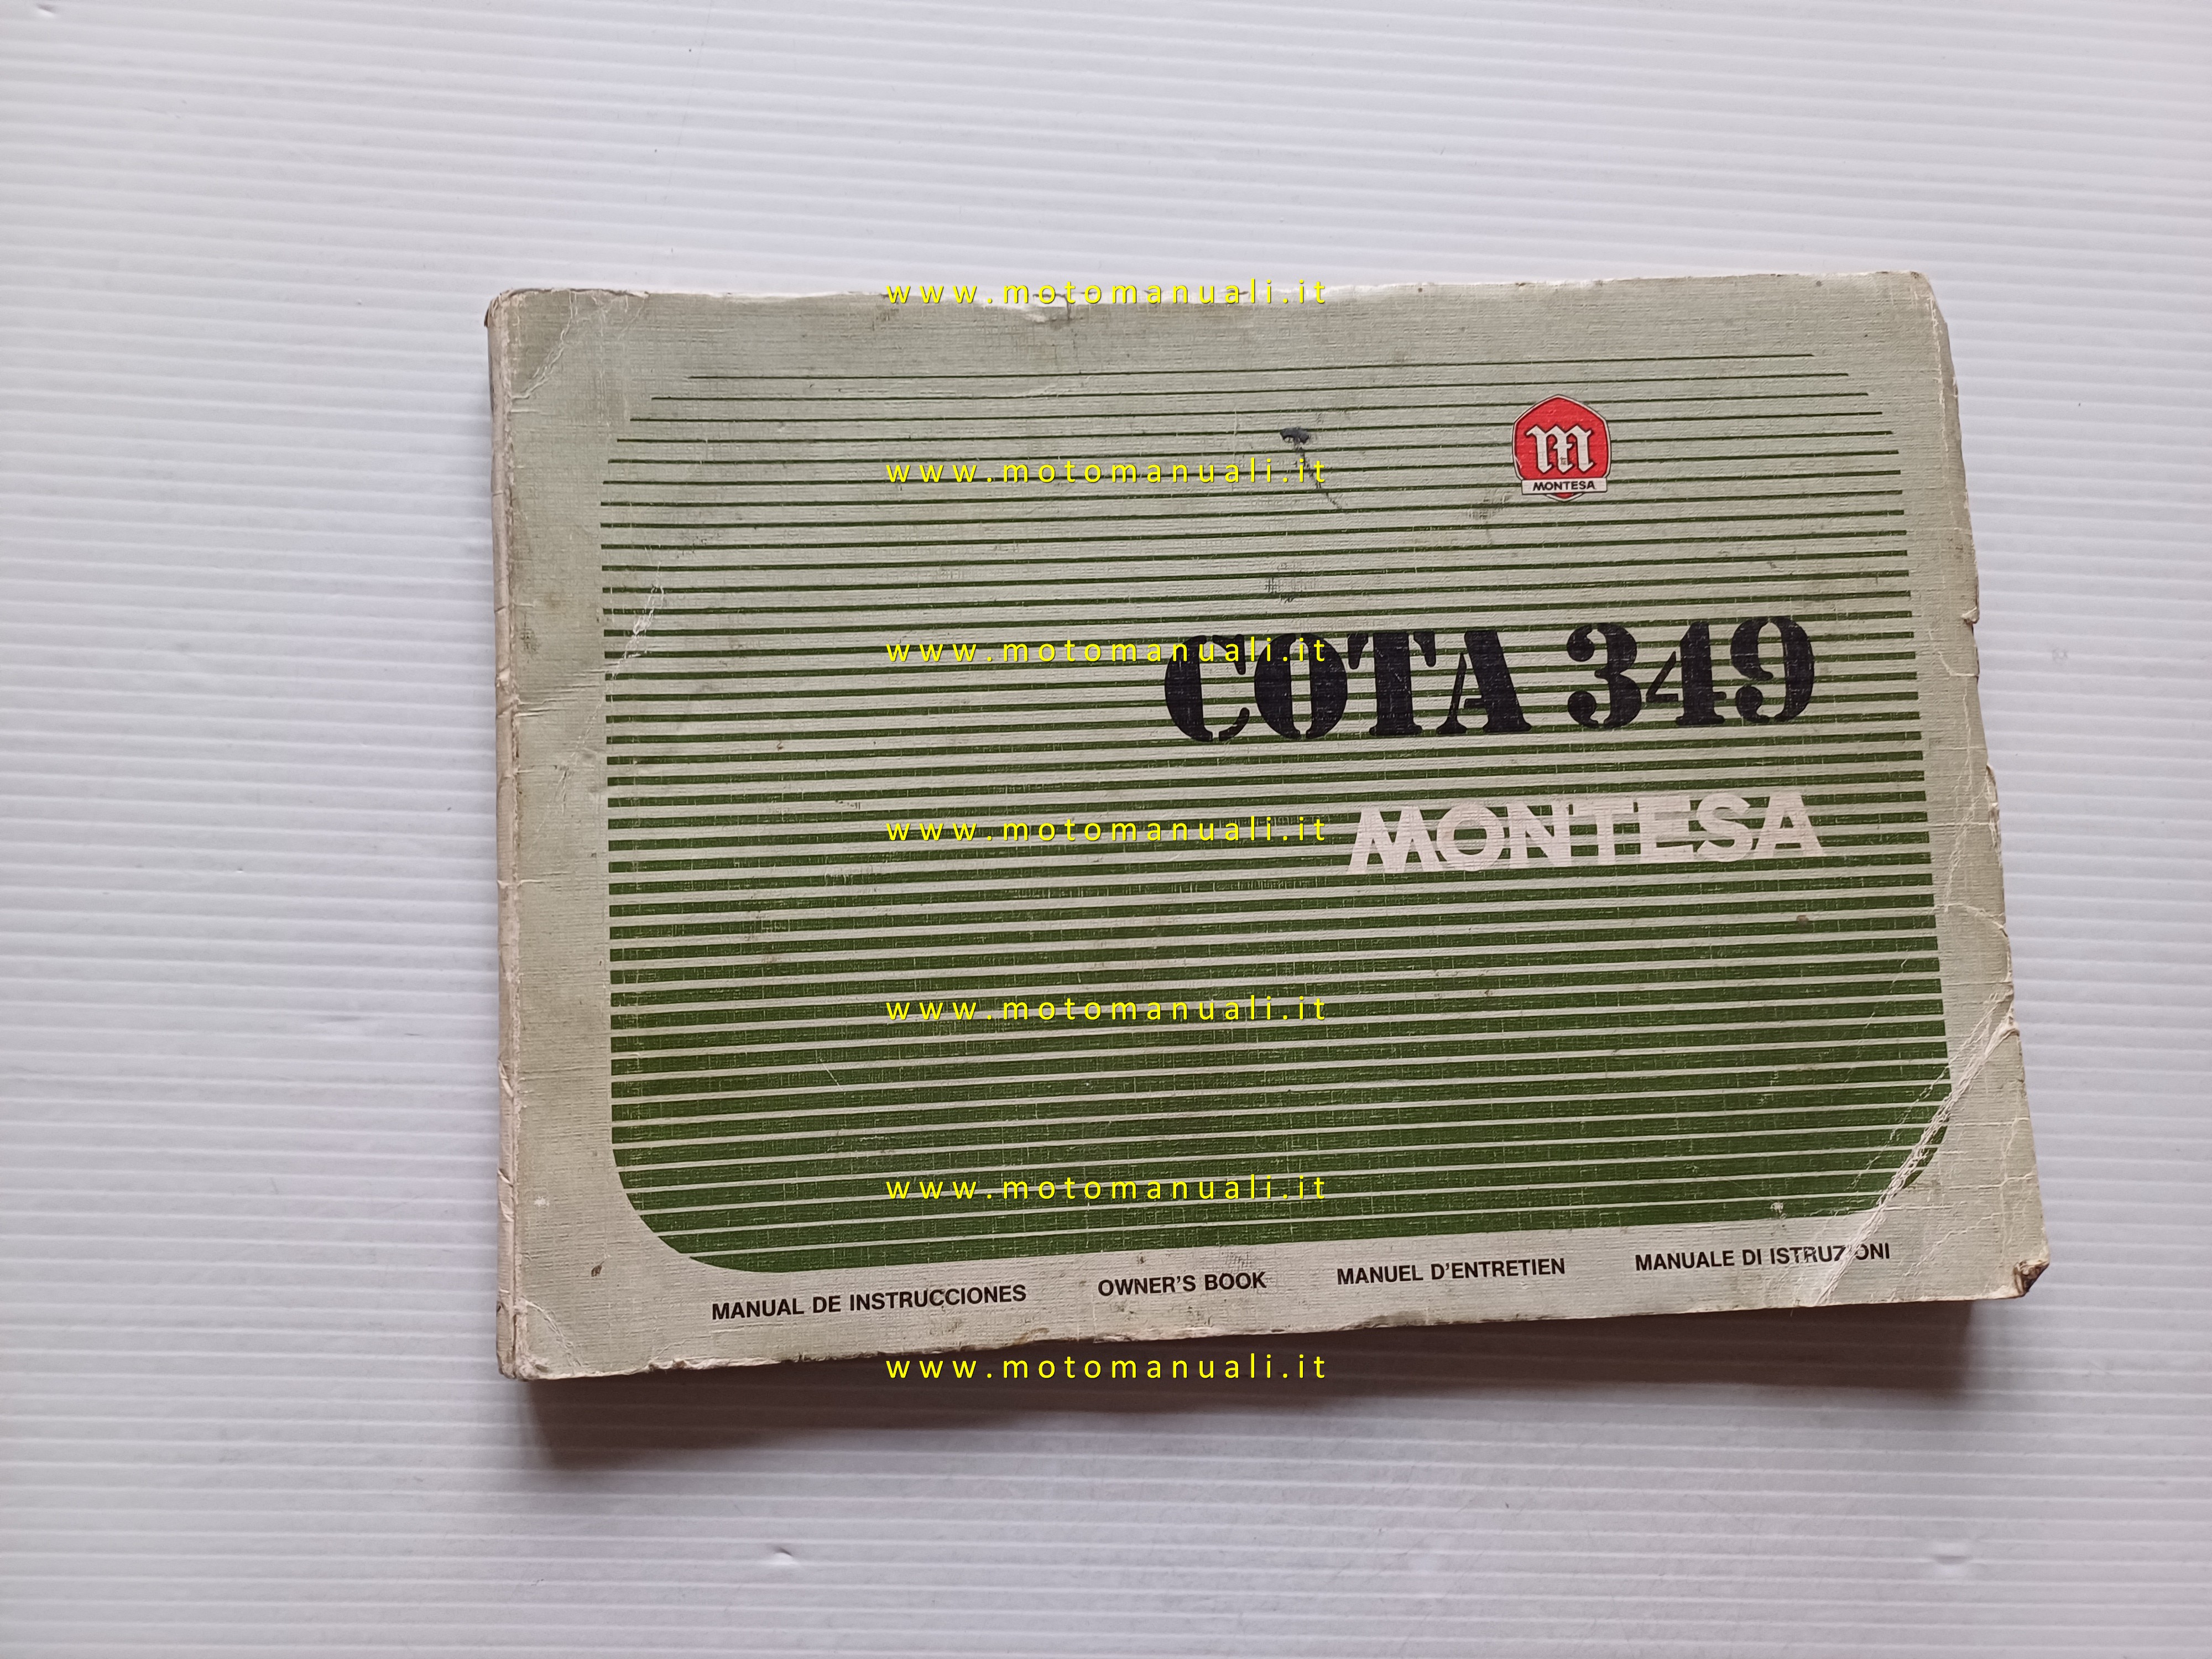 www.motomanuali.it
m
MONTESA
www.motomanuali.it
www.motomanuali.it
COTA 349
www.motomanuali.it
MONTESA
www.motomanuali.it
www.motomanuali.it
MANUAL DE INSTRUCCIONES OWNER'S BOOK MANUEL D'ENTRETIEN MANUALE DI ISTRUZIONI
www.motomanuali.it